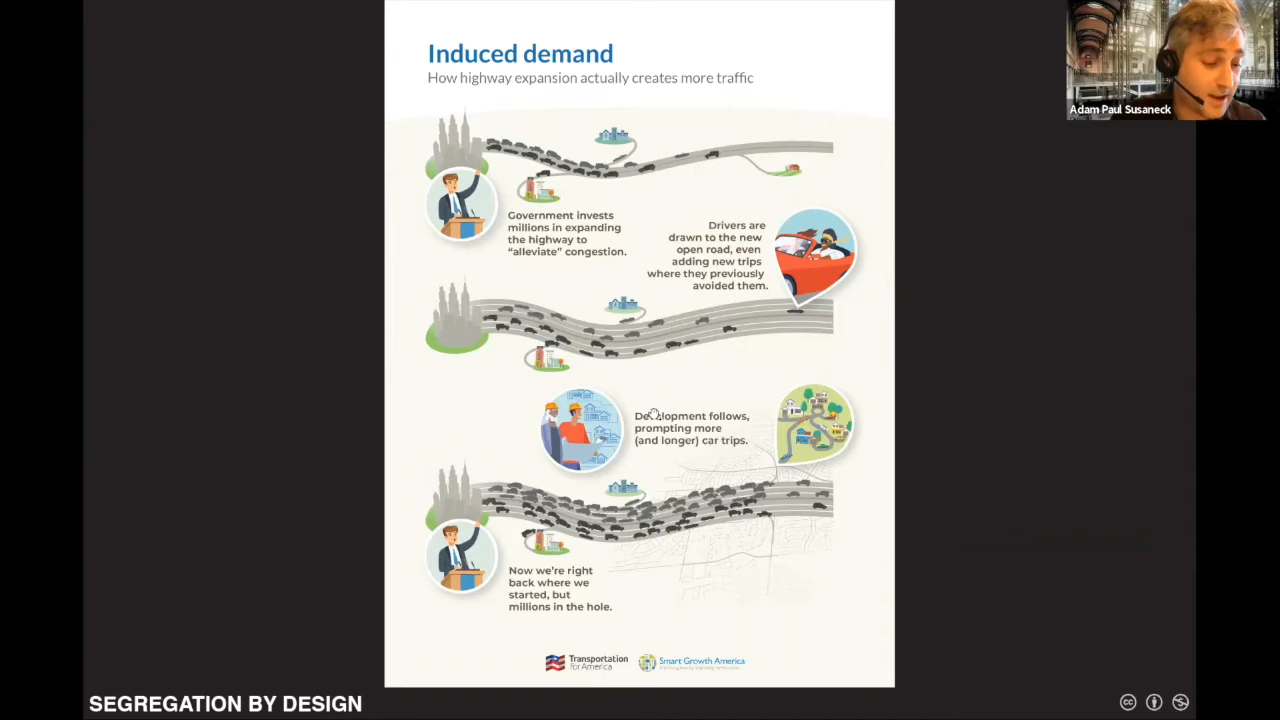 Induced demand
How highway expansion actually creates more traffic
Adam Paul Susaneck
Government invests
millions in expanding
the highway to
“alleviate” congestion.
Drivers are
drawn to the new
open road, even
adding new trips
where they previously
avoided them.
Development follows,
prompting more
(and longer) car trips.
Now we're right
back where we
started, but
millions in the hole.
Transportation
for America
Smart Growth America
SEGREGATION BY DESIGN
cc